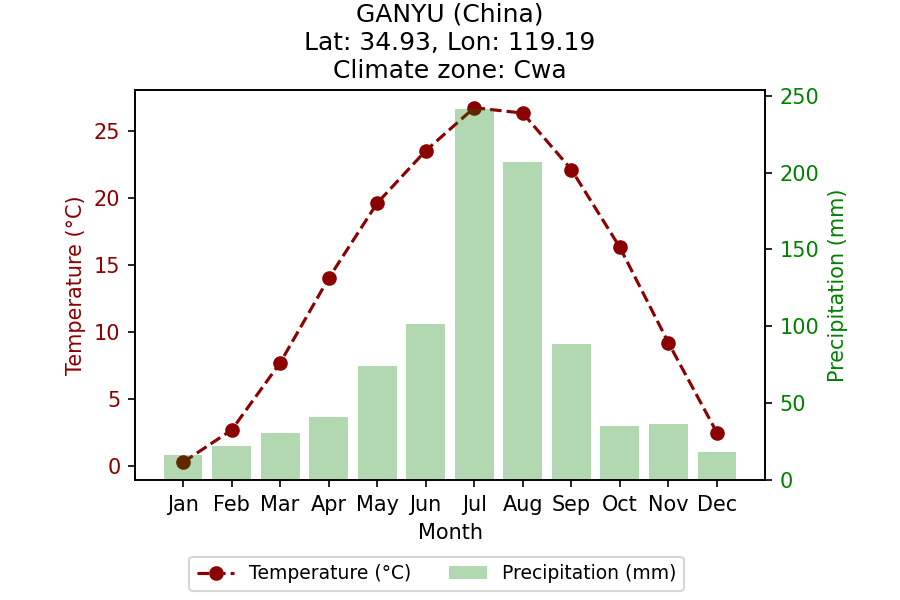 GANYU (China)
Lat: 34.93, Lon: 119.19
Climate zone: Cwa
Temperature (°C)
25
20
15
10
5
0
250
200
150
100
50
0
Precipitation (mm)
Jan Feb Mar Apr May Jun Jul Aug Sep Oct Nov Dec
Month
Temperature (°C) Precipitation (mm)